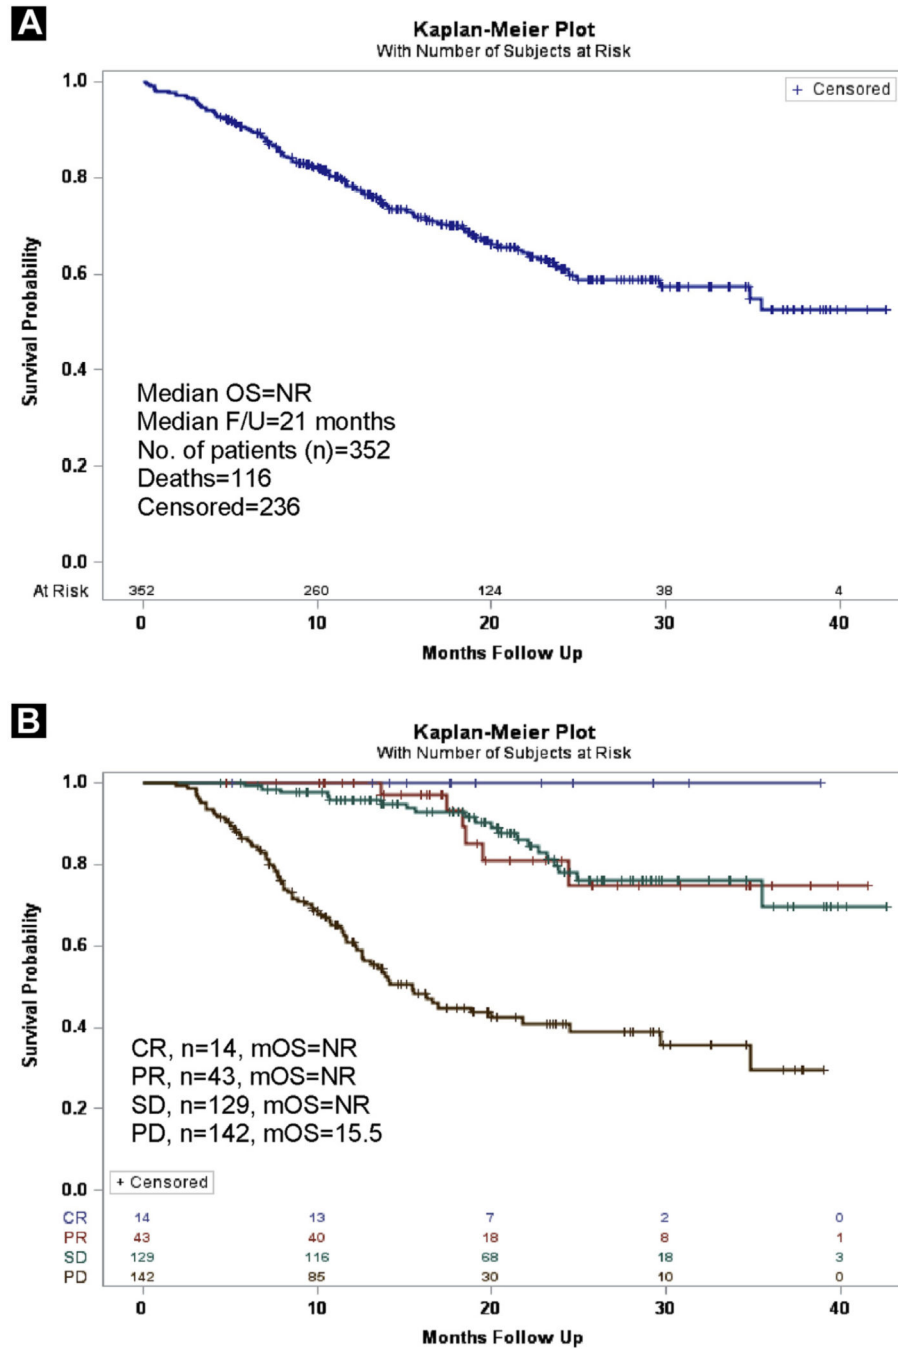 A
Kaplan-Meier Plot
With Number of Subjects at Risk
+ Censored
1.0
0.8
0.6
0.4
0.2
0.0
Survival Probability
Median OS=NR
Median F/U=21 months
No. of patients (n)=352
Deaths=116
Censored=236
At Risk 352 260 124 38 4
0 10 20 30 40
Months Follow Up
B
Kaplan-Meier Plot
With Number of Subjects at Risk
1.0
0.8
0.6
0.4
0.2
0.0
Survival Probability
CR, n=14, mOS=NR
PR, n=43, mOS=NR
SD, n=129, mOS=NR
PD, n=142, mOS=15.5
+ Censored
CR 14 13 7 2 0
PR 43 40 18 8 1
SD 129 116 68 18 3
PD 142 85 30 10 0
0 10 20 30 40
Months Follow Up